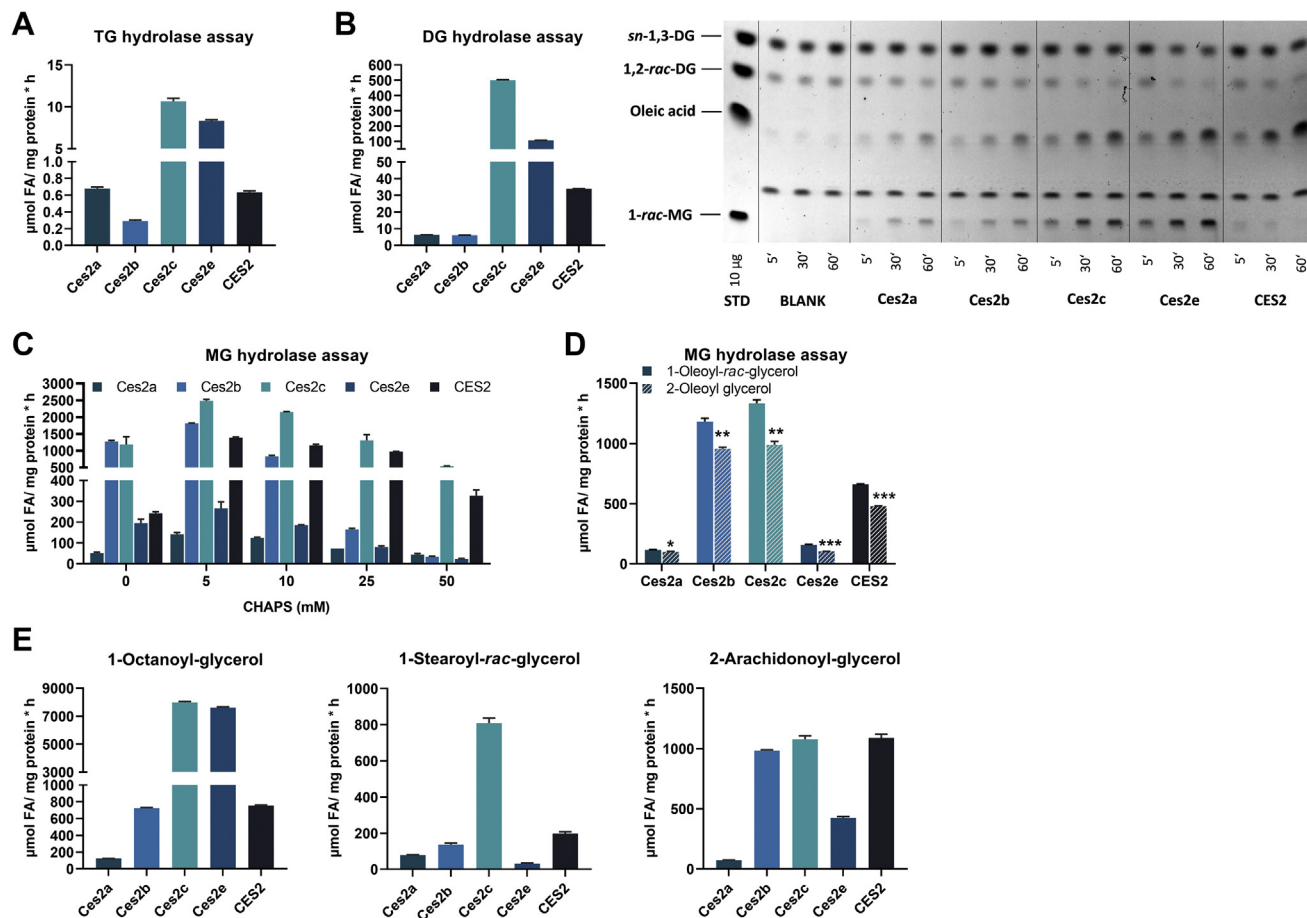 A
TG hydrolase assay
µmol FA/ mg protein * h
15
10
5
1.0
0.8
0.6
0.4
0.2
0.0
Ces2a
Ces2b
Ces2c
Ces2e
CES2
B
DG hydrolase assay
µmol FA/ mg protein * h
600
500
400
300
200
100
50
40
30
20
10
0
Ces2a
Ces2b
Ces2c
Ces2e
CES2
sn-1,3-DG
1,2-rac-DG
Oleic acid
1-rac-MG
10 µg
5‘ 30‘ 60‘ 5‘ 30‘ 60‘ 5‘ 30‘ 60‘ 5‘ 30‘ 60‘ 5‘ 30‘ 60‘ 5‘ 30‘ 60‘
STD BLANK Ces2a Ces2b Ces2c Ces2e CES2
C
MG hydrolase assay
Ces2a Ces2b Ces2c Ces2e CES2
µmol FA/ mg protein * h
3000
2500
2000
1500
1000
500
400
300
200
100
0
0 5 10 25 50
CHAPS (mM)
D
MG hydrolase assay
1-Oleoyl-rac-glycerol
2-Oleoyl glycerol
µmol FA/ mg protein * h
1500
1000
500
0
* ** ** *** ***
Ces2a Ces2b Ces2c Ces2e CES2
E
1-Octanoyl-glycerol
µmol FA/ mg protein * h
9000
7000
5000
3000
1000
800
600
400
200
0
Ces2a
Ces2b
Ces2c
Ces2e
CES2
1-Stearoyl-rac-glycerol
µmol FA/ mg protein * h
1000
800
600
400
200
0
Ces2a
Ces2b
Ces2c
Ces2e
CES2
2-Arachidonoyl-glycerol
µmol FA/ mg protein * h
1500
1000
500
0
Ces2a
Ces2b
Ces2c
Ces2e
CES2